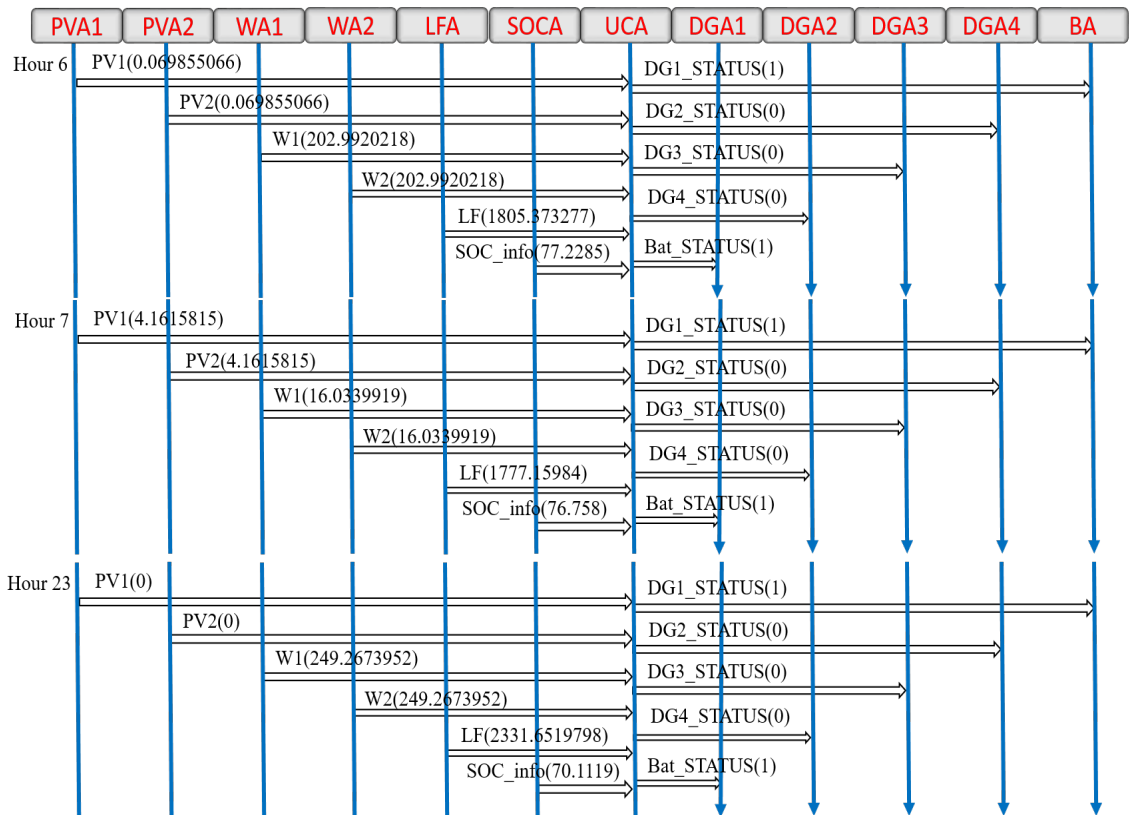 PVA1 PVA2 WA1 WA2 LFA SOCA UCA DGA1 DGA2 DGA3 DGA4 BA
Hour 6
PV1(0.069855066) DG1_STATUS(1)
PV2(0.069855066) DG2_STATUS(0)
W1(202.9920218) DG3_STATUS(0)
W2(202.9920218) DG4_STATUS(0)
LF(1805.373277)
SOC_info(77.2285) Bat_STATUS(1)
Hour 7
PV1(4.1615815) DG1_STATUS(1)
PV2(4.1615815) DG2_STATUS(0)
W1(16.0339919) DG3_STATUS(0)
W2(16.0339919) DG4_STATUS(0)
LF(1777.15984)
SOC_info(76.758) Bat_STATUS(1)
Hour 23
PV1(0) DG1_STATUS(1)
PV2(0) DG2_STATUS(0)
W1(249.2673952) DG3_STATUS(0)
W2(249.2673952) DG4_STATUS(0)
LF(2331.6519798)
SOC_info(70.1119) Bat_STATUS(1)